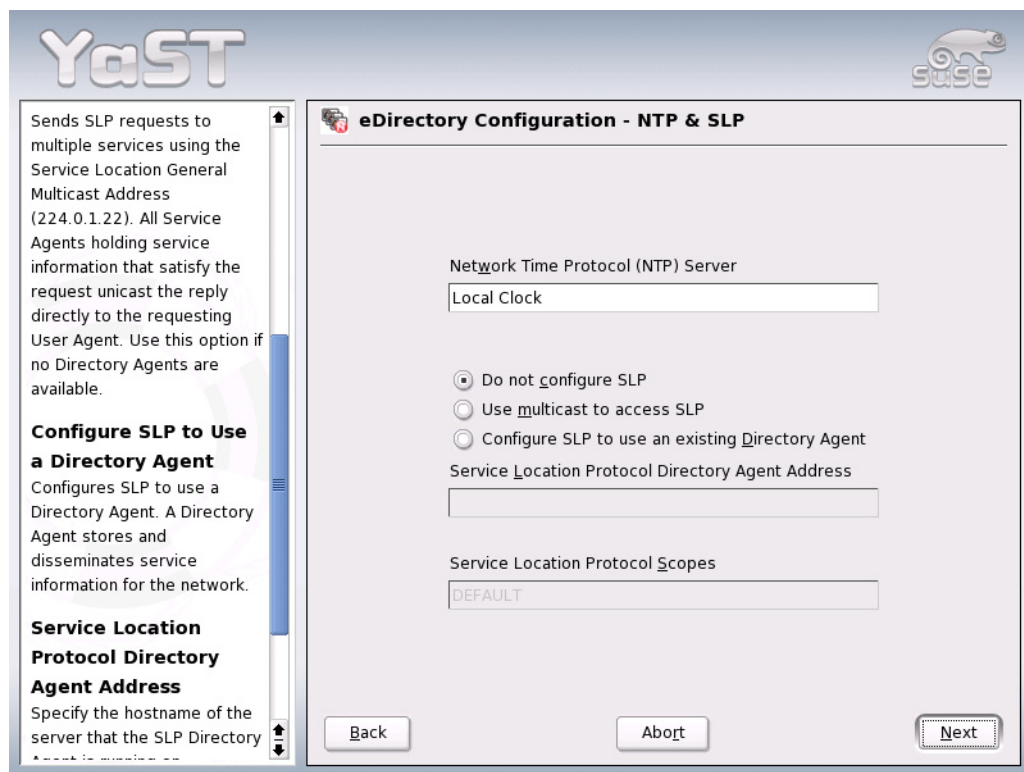 YaST
suse
Sends SLP requests to
multiple services using the
Service Location General
Multicast Address
(224.0.1.22). All Service
Agents holding service
information that satisfy the
request unicast the reply
directly to the requesting
User Agent. Use this option if
no Directory Agents are
available.
Configure SLP to Use
a Directory Agent
Configures SLP to use a
Directory Agent. A Directory
Agent stores and
disseminates service
information for the network.
Service Location
Protocol Directory
Agent Address
Specify the hostname of the
server that the SLP Directory
Agent is running on
eDirectory Configuration - NTP & SLP
Network Time Protocol (NTP) Server
Local Clock
Do not configure SLP
Use multicast to access SLP
Configure SLP to use an existing Directory Agent
Service Location Protocol Directory Agent Address
Service Location Protocol Scopes
DEFAULT
Back
Abort
Next